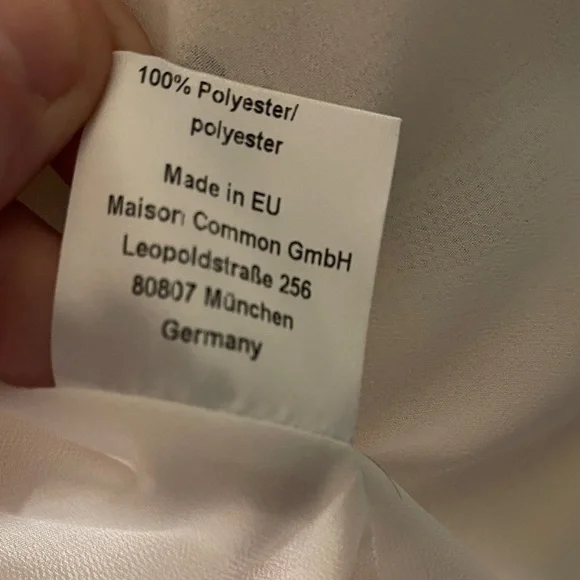 100% Polyester/
polyester
Made in EU
Maison Common GmbH
Leopoldstraße 256
80807 München
Germany